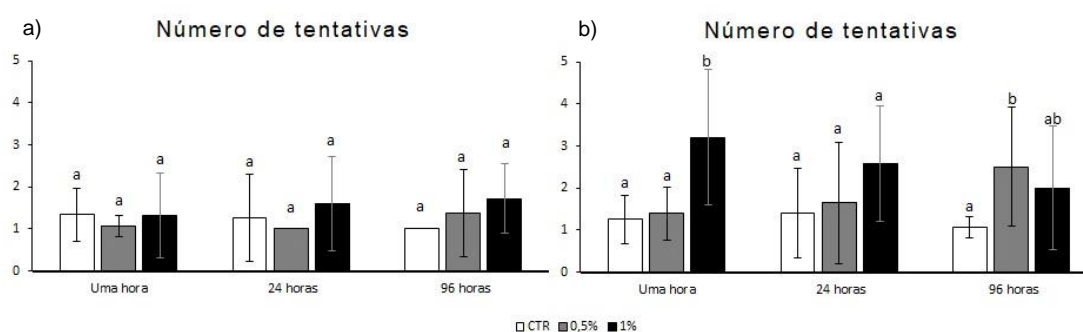 a)
Número de tentativas
5
4
3
2
1
0
a
a
a
a
a
a
a
a
a
Uma hora
24 horas
96 horas
b)
Número de tentativas
5
4
3
2
1
0
a
a
b
a
a
a
a
b
ab
Uma hora
24 horas
96 horas
CTR 0,5% 1%